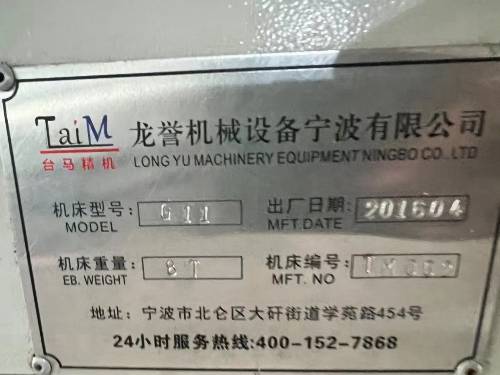 TaiM
台马精机
龙誉机械设备宁波有限公司
LONG YU MACHINERY EQUIPMENT NINGBO CO., LTD
机床型号: G11 出厂日期: 201604
MODEL MFT.DATE
机床重量: 8T 机床编号:
EB. WEIGHT MFT. NO
地址: 宁波市北仑区大矸街道学苑路454号
24小时服务热线:400-152-7868